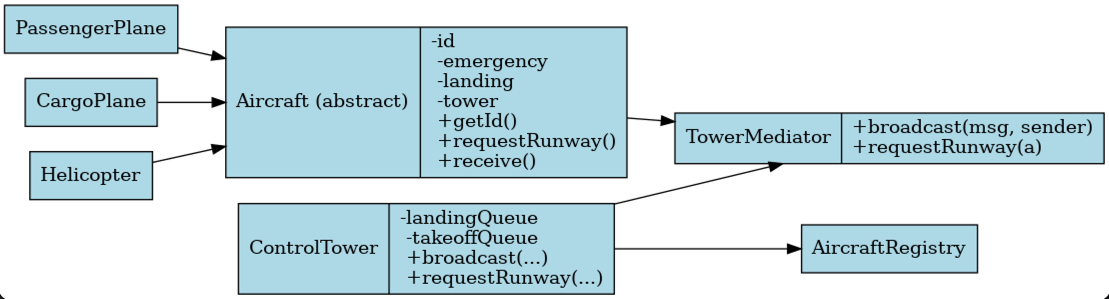 PassengerPlane
CargoPlane
Helicopter
Aircraft (abstract)
-id
-emergency
-landing
-tower
+getId()
+requestRunway()
+receive()
TowerMediator
+broadcast(msg, sender)
+requestRunway(a)
ControlTower
-landingQueue
-takeoffQueue
+broadcast(...)
+requestRunway(...)
AircraftRegistry